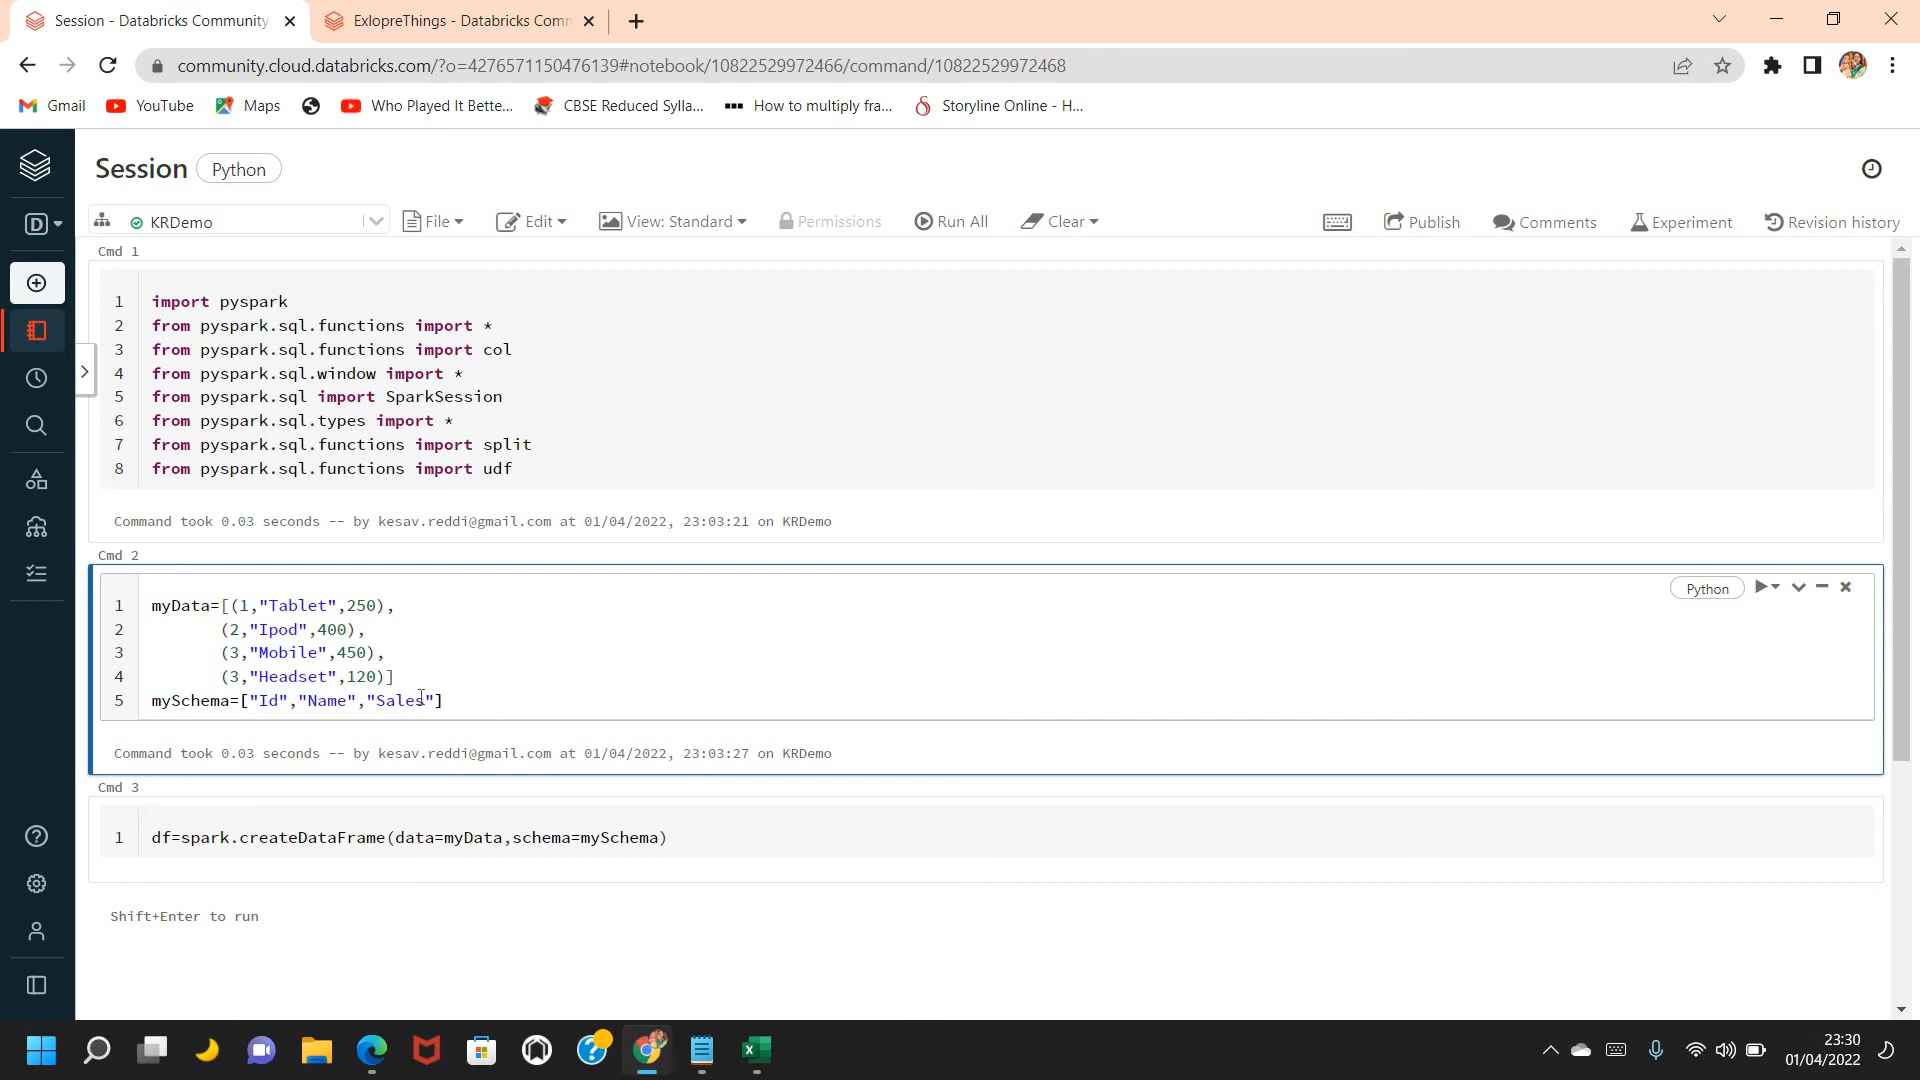 Session - Databricks Community
ExlopreThings - Databricks Comm
community.cloud.databricks.com/?o=4276571150476139#notebook/10822529972466/command/10822529972468
Gmail
YouTube
Maps
Who Played It Bette...
CBSE Reduced Sylla...
How to multiply fra...
Storyline Online - H...
Session
Python
D
KRDemo
File
Edit
View: Standard
Permissions
Run All
Clear
Publish
Comments
Experiment
Revision history
Cmd 1
1 import pyspark
2 from pyspark.sql.functions import *
3 from pyspark.sql.functions import col
4 from pyspark.sql.window import *
5 from pyspark.sql import SparkSession
6 from pyspark.sql.types import *
7 from pyspark.sql.functions import split
8 from pyspark.sql.functions import udf
Command took 0.03 seconds -- by kesav.reddi@gmail.com at 01/04/2022, 23:03:21 on KRDemo
Cmd 2
Python
1 myData=[(1,"Tablet",250),
2 (2,"Ipod",400),
3 (3,"Mobile",450),
4 (3,"Headset",120)]
5 mySchema=["Id","Name","Sales"]
Command took 0.03 seconds -- by kesav.reddi@gmail.com at 01/04/2022, 23:03:27 on KRDemo
Cmd 3
1 df=spark.createDataFrame(data=myData,schema=mySchema)
Shift+Enter to run
23:30
01/04/2022